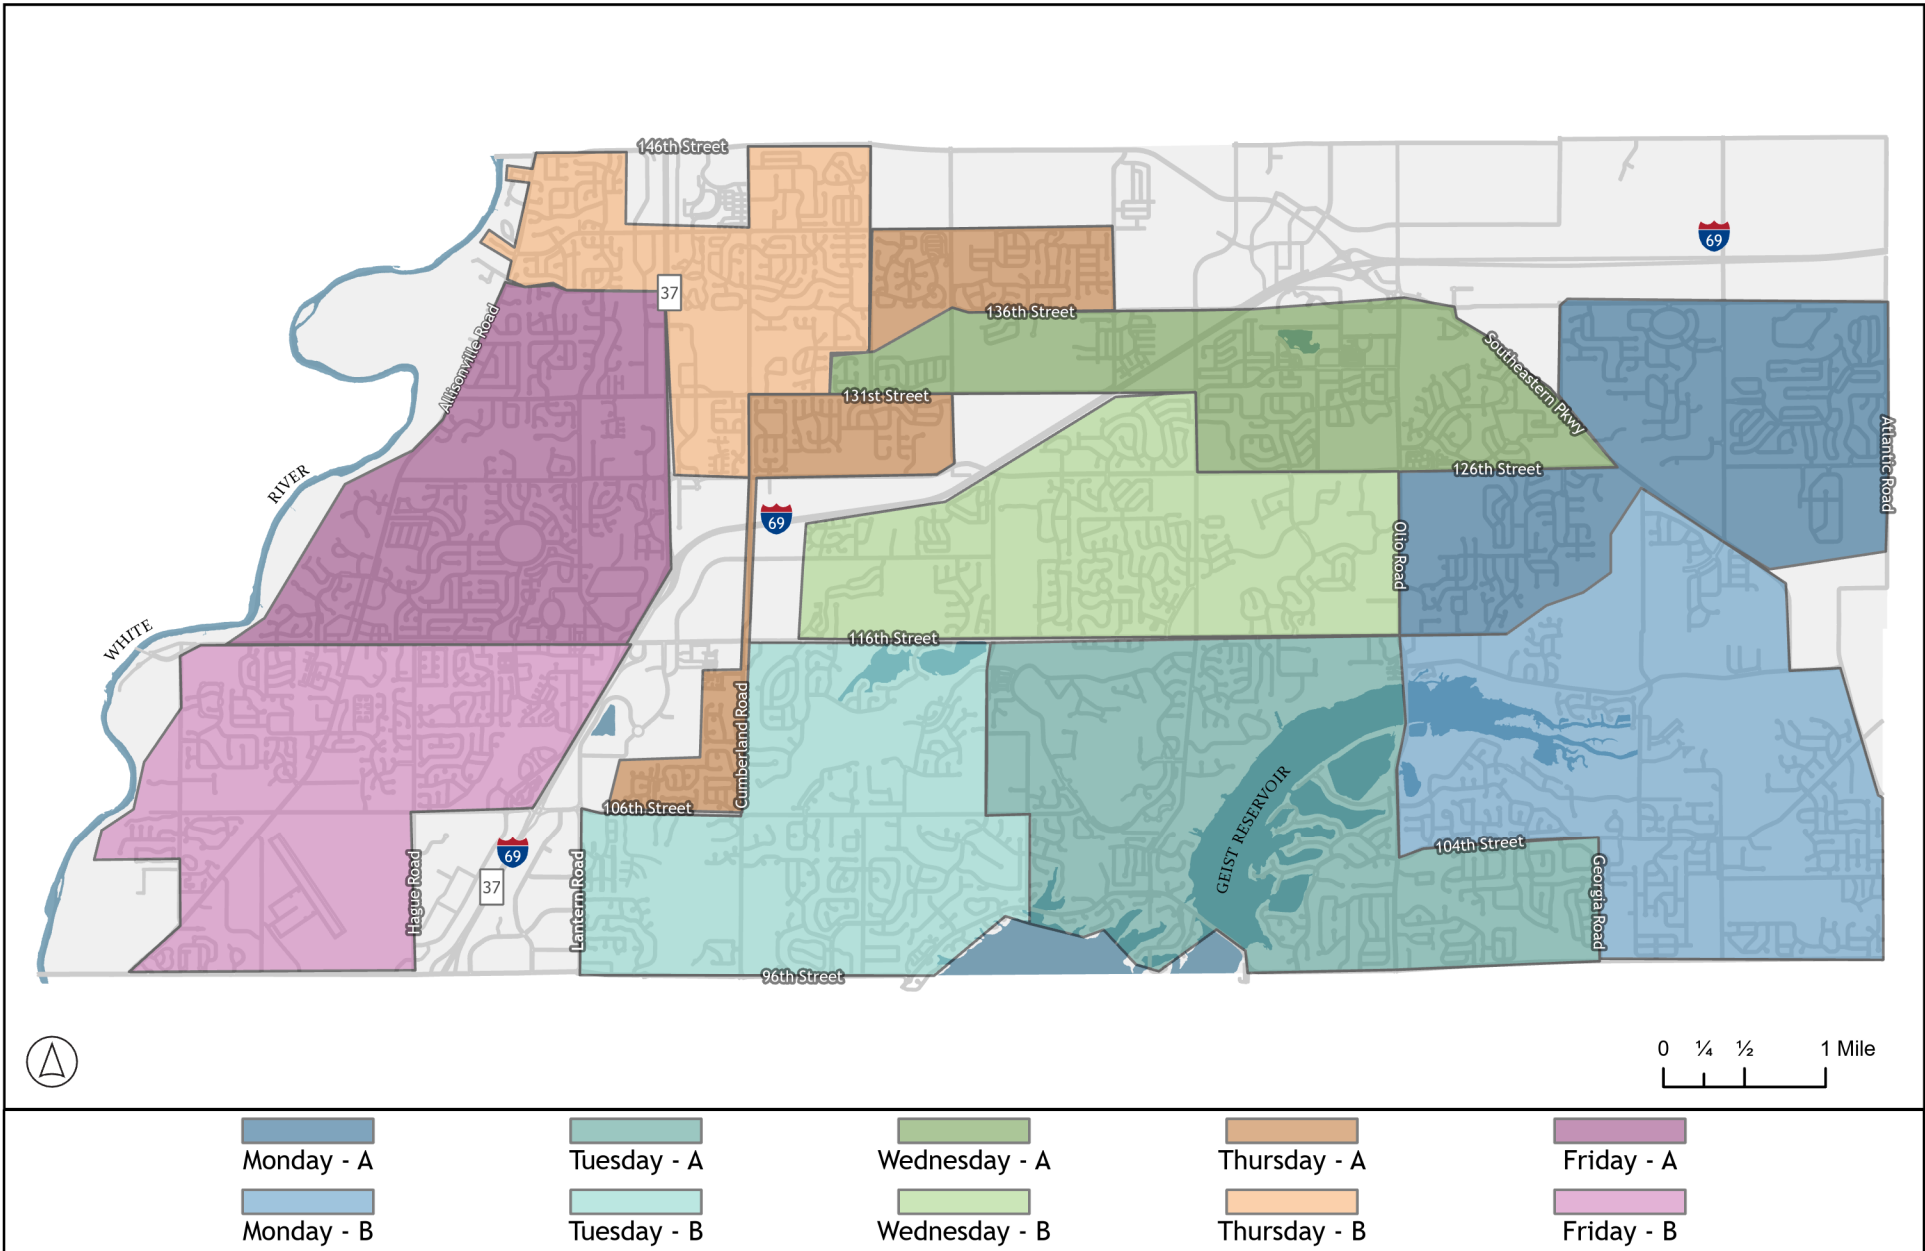 146th Street
69
37
136th Street
Allisonville Road
Southeastern Pkwy
131st Street
Atlantic Road
126th Street
RIVER
69
Olio Road
WHITE
116th Street
Cumberland Road
106th Street
GEIST RESERVOIR
104th Street
69
37
Hague Road
Lantern Road
Georgia Road
96th Street
0 ¼ ½ 1 Mile
Monday - A
Tuesday - A
Wednesday - A
Thursday - A
Friday - A
Monday - B
Tuesday - B
Wednesday - B
Thursday - B
Friday - B